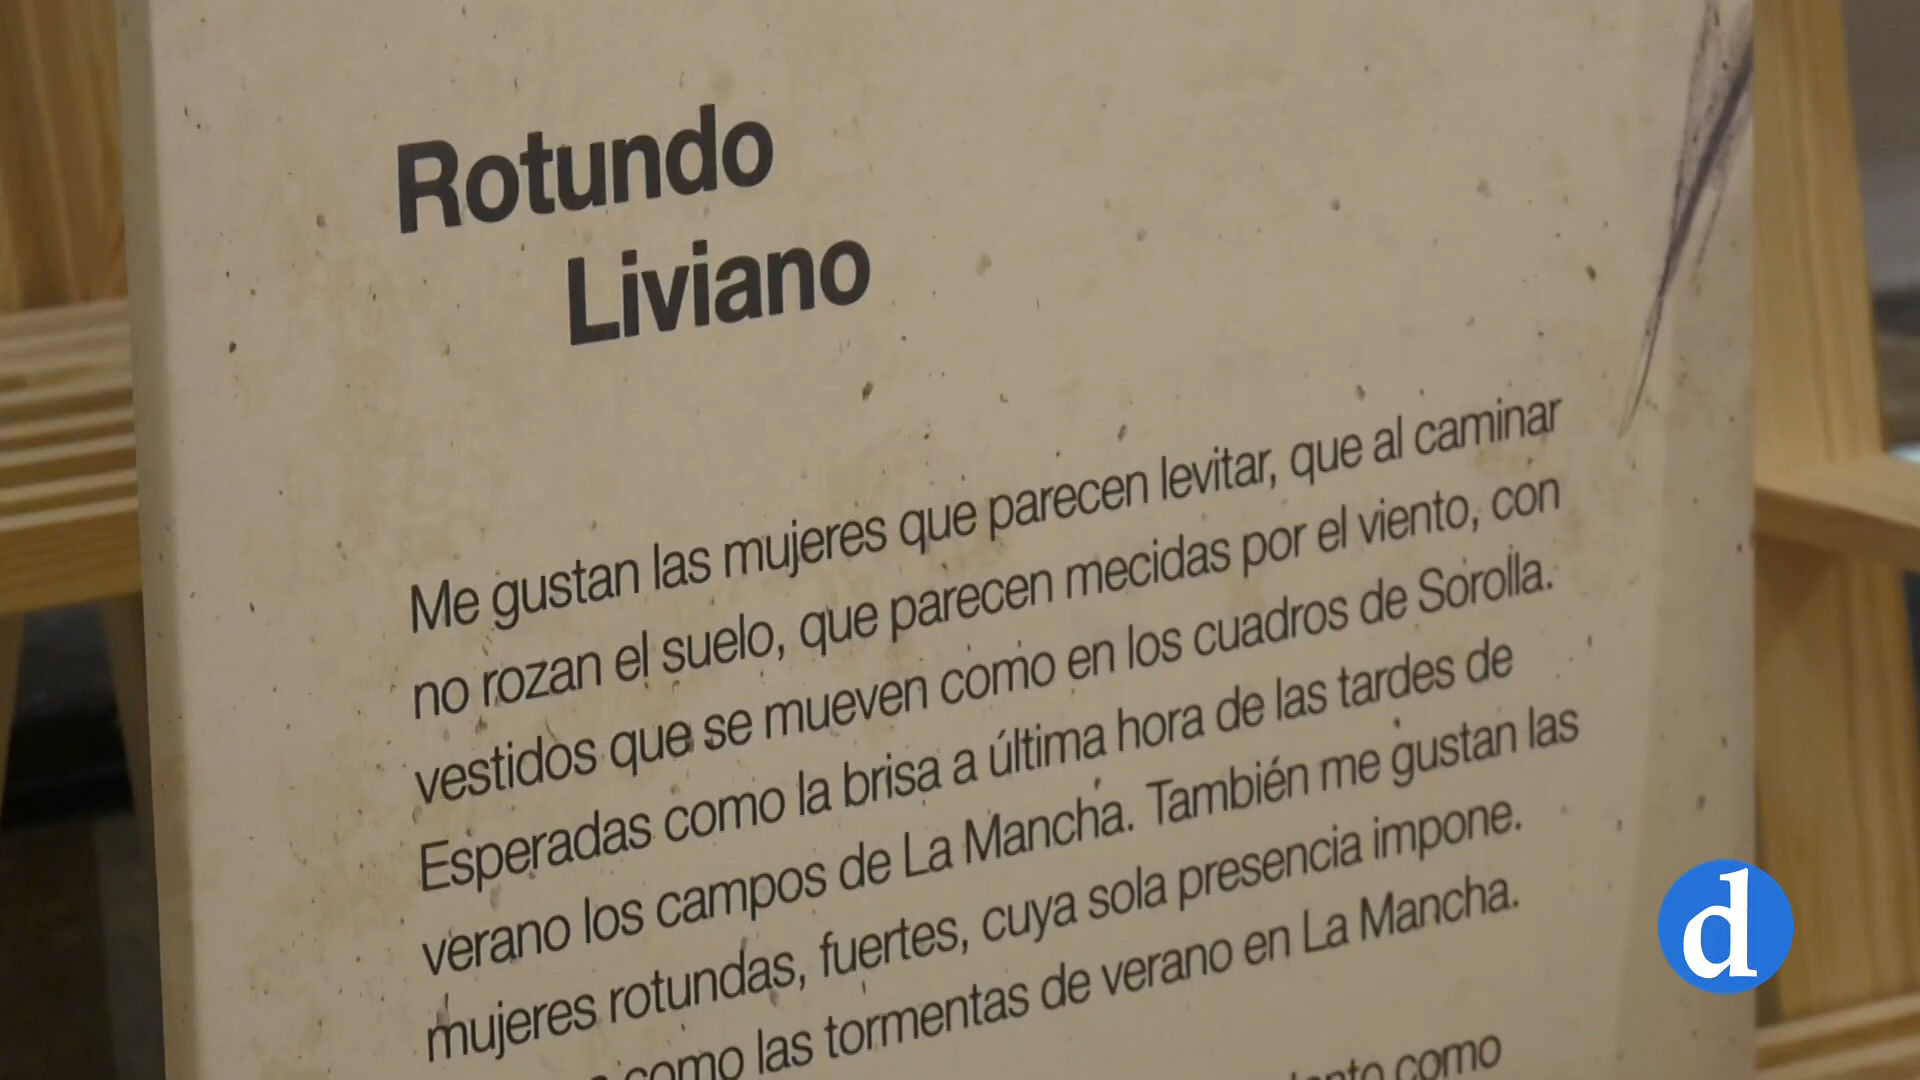 Rotundo
Liviano
Me gustan las mujeres que parecen levitar, que al caminar
no rozan el suelo, que parecen mecidas por el viento, con
vestidos que se mueven como en los cuadros de Sorolla.
Esperadas como la brisa a última hora de las tardes de
verano los campos de La Mancha. También me gustan las
mujeres rotundas, fuertes, cuya sola presencia impone.
como las tormentas de verano en La Mancha.
como
d